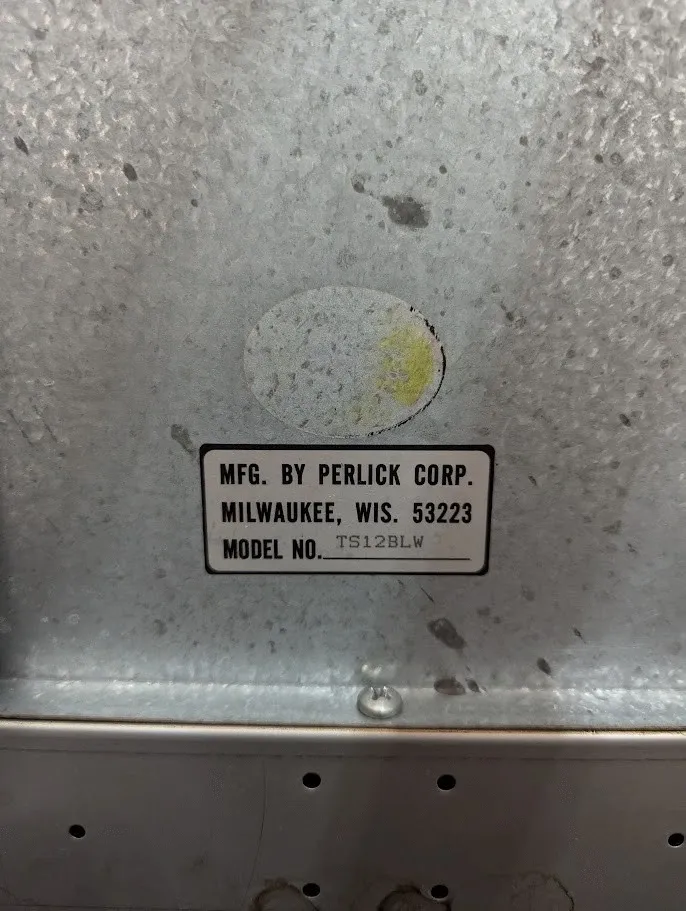 MFG. BY PERLICK CORP.
MILWAUKEE, WIS. 53223
MODEL NO. TS12BLW